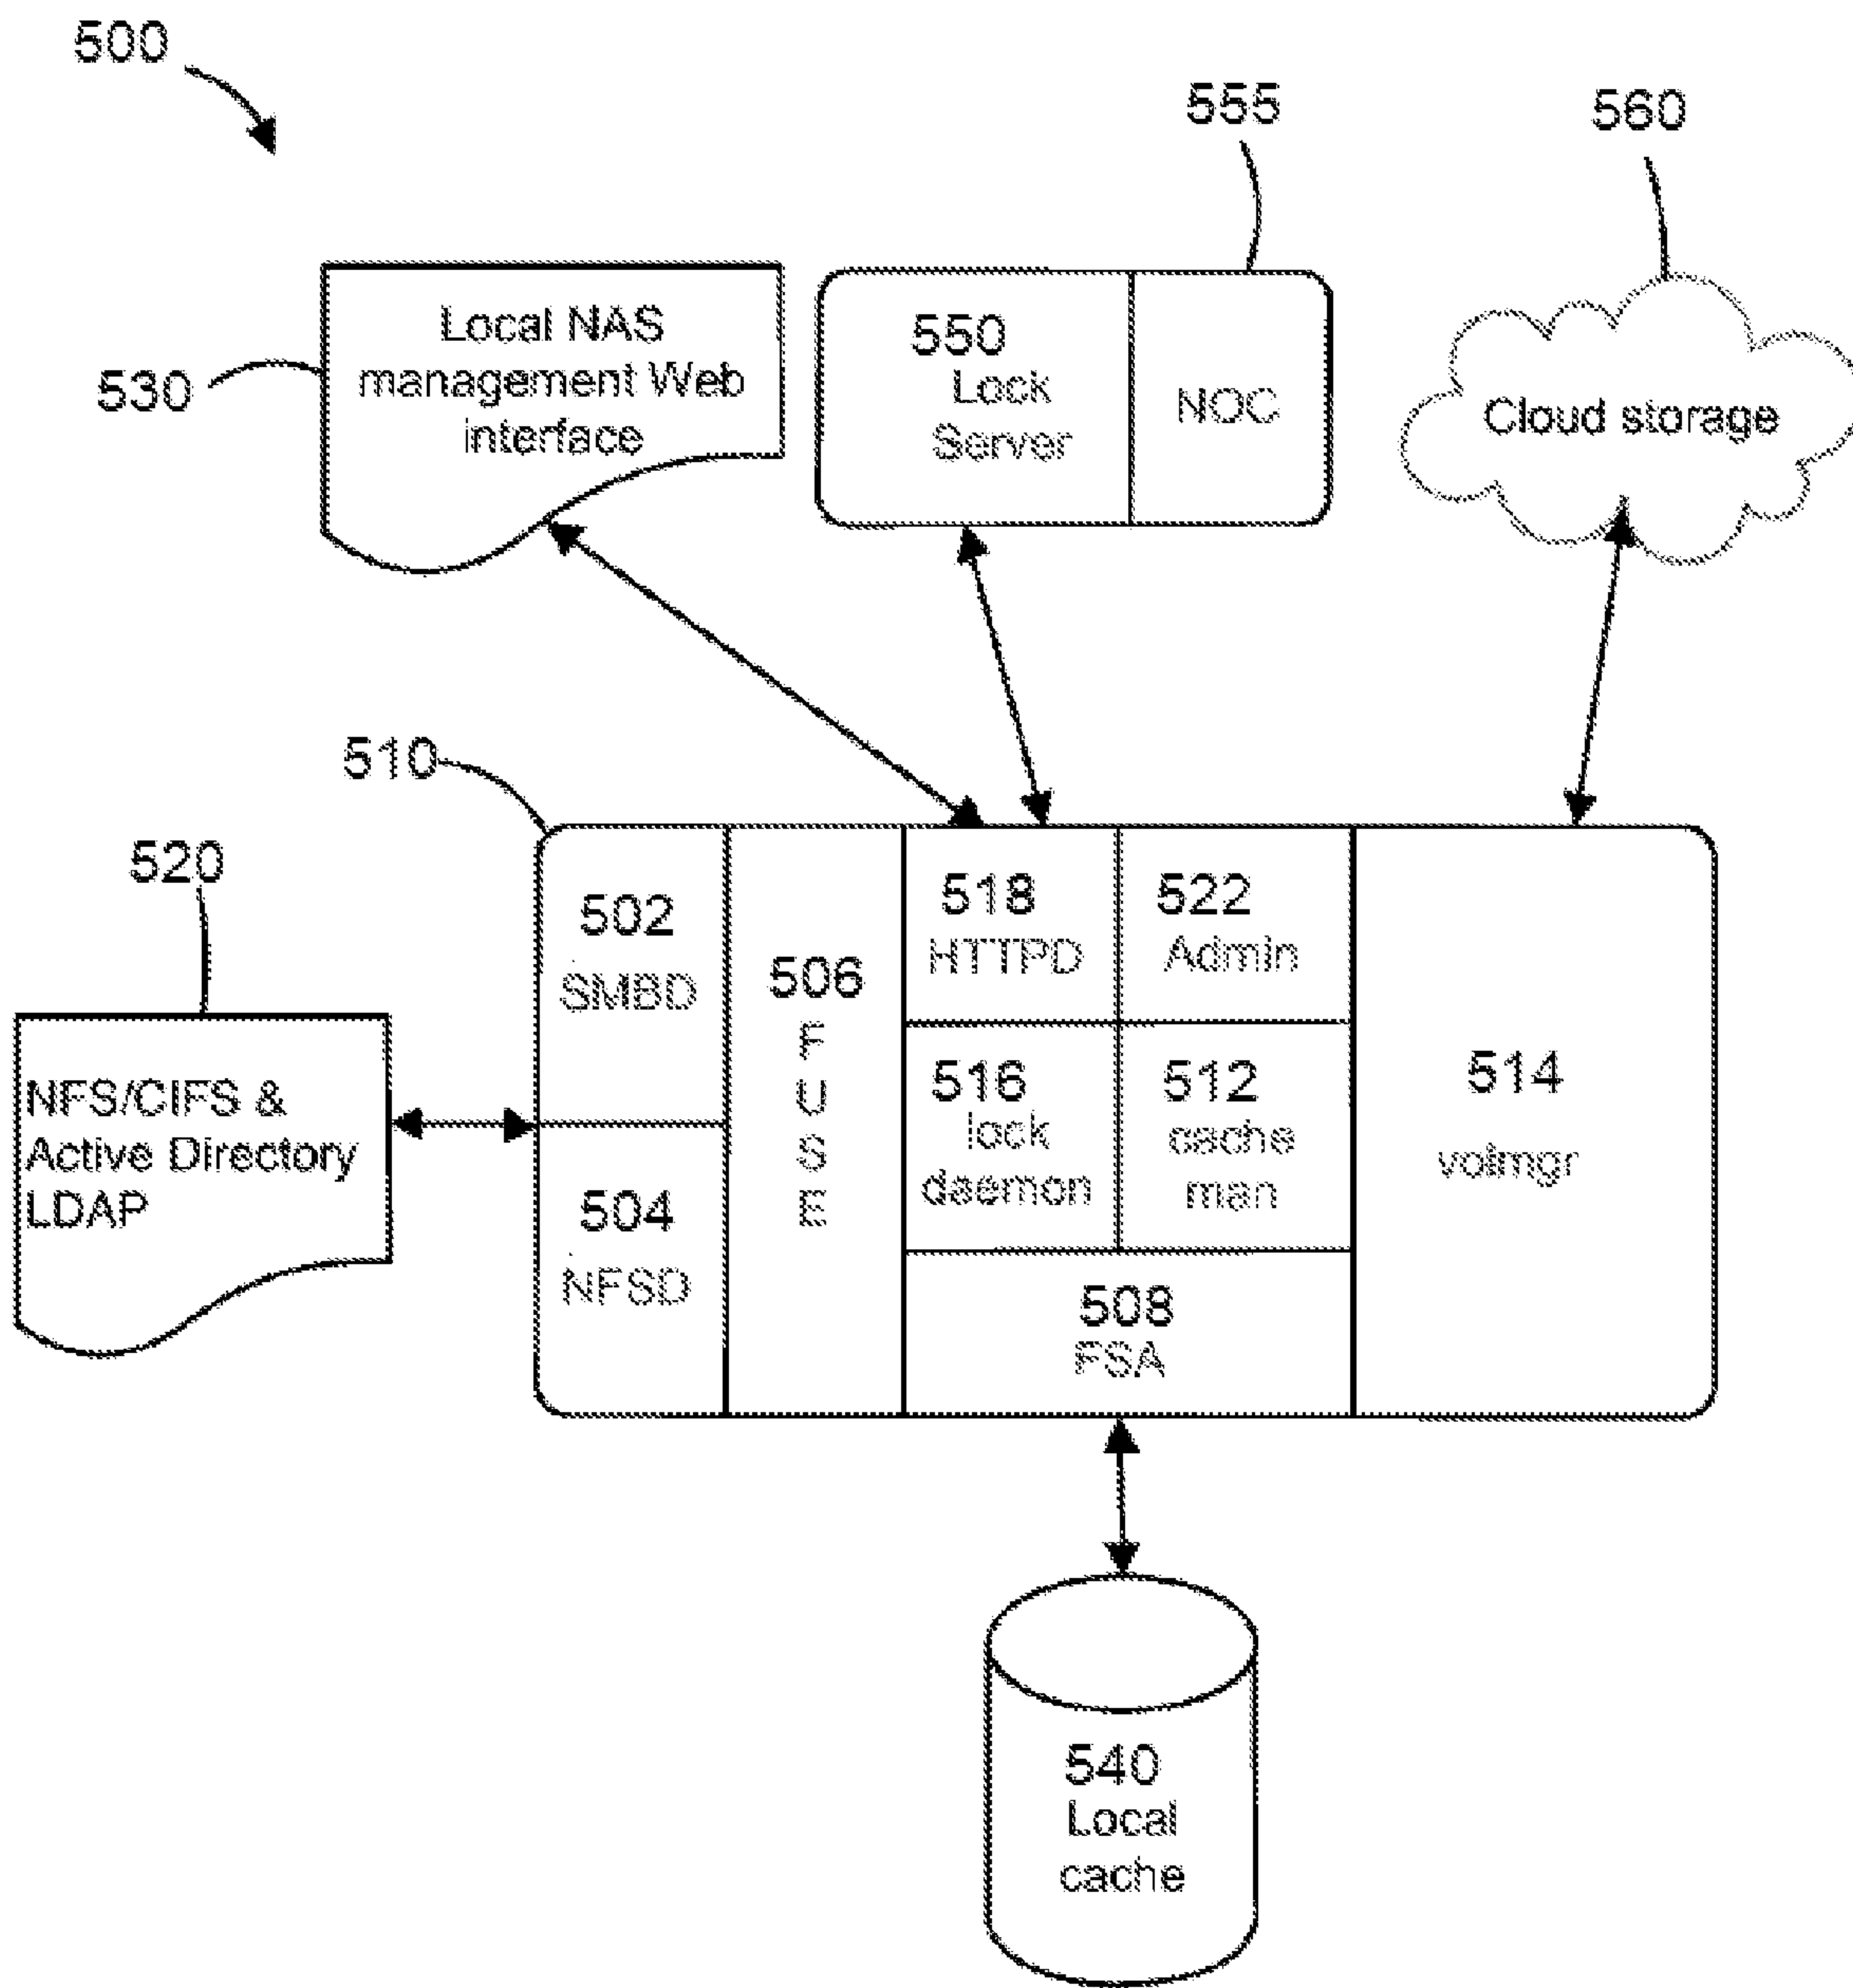 500
555
560
Local NAS
management Web
interface
530
550
Lock
Server
NOC
Cloud storage
510
520
502
SMBD
506
F
U
S
E
518
HTTPD
522
Admin
516
lock
daemon
512
cache
man
514
volmgr
NFS/CIFS &
Active Directory
LDAP
504
NFSD
508
FSA
540
Local
cache